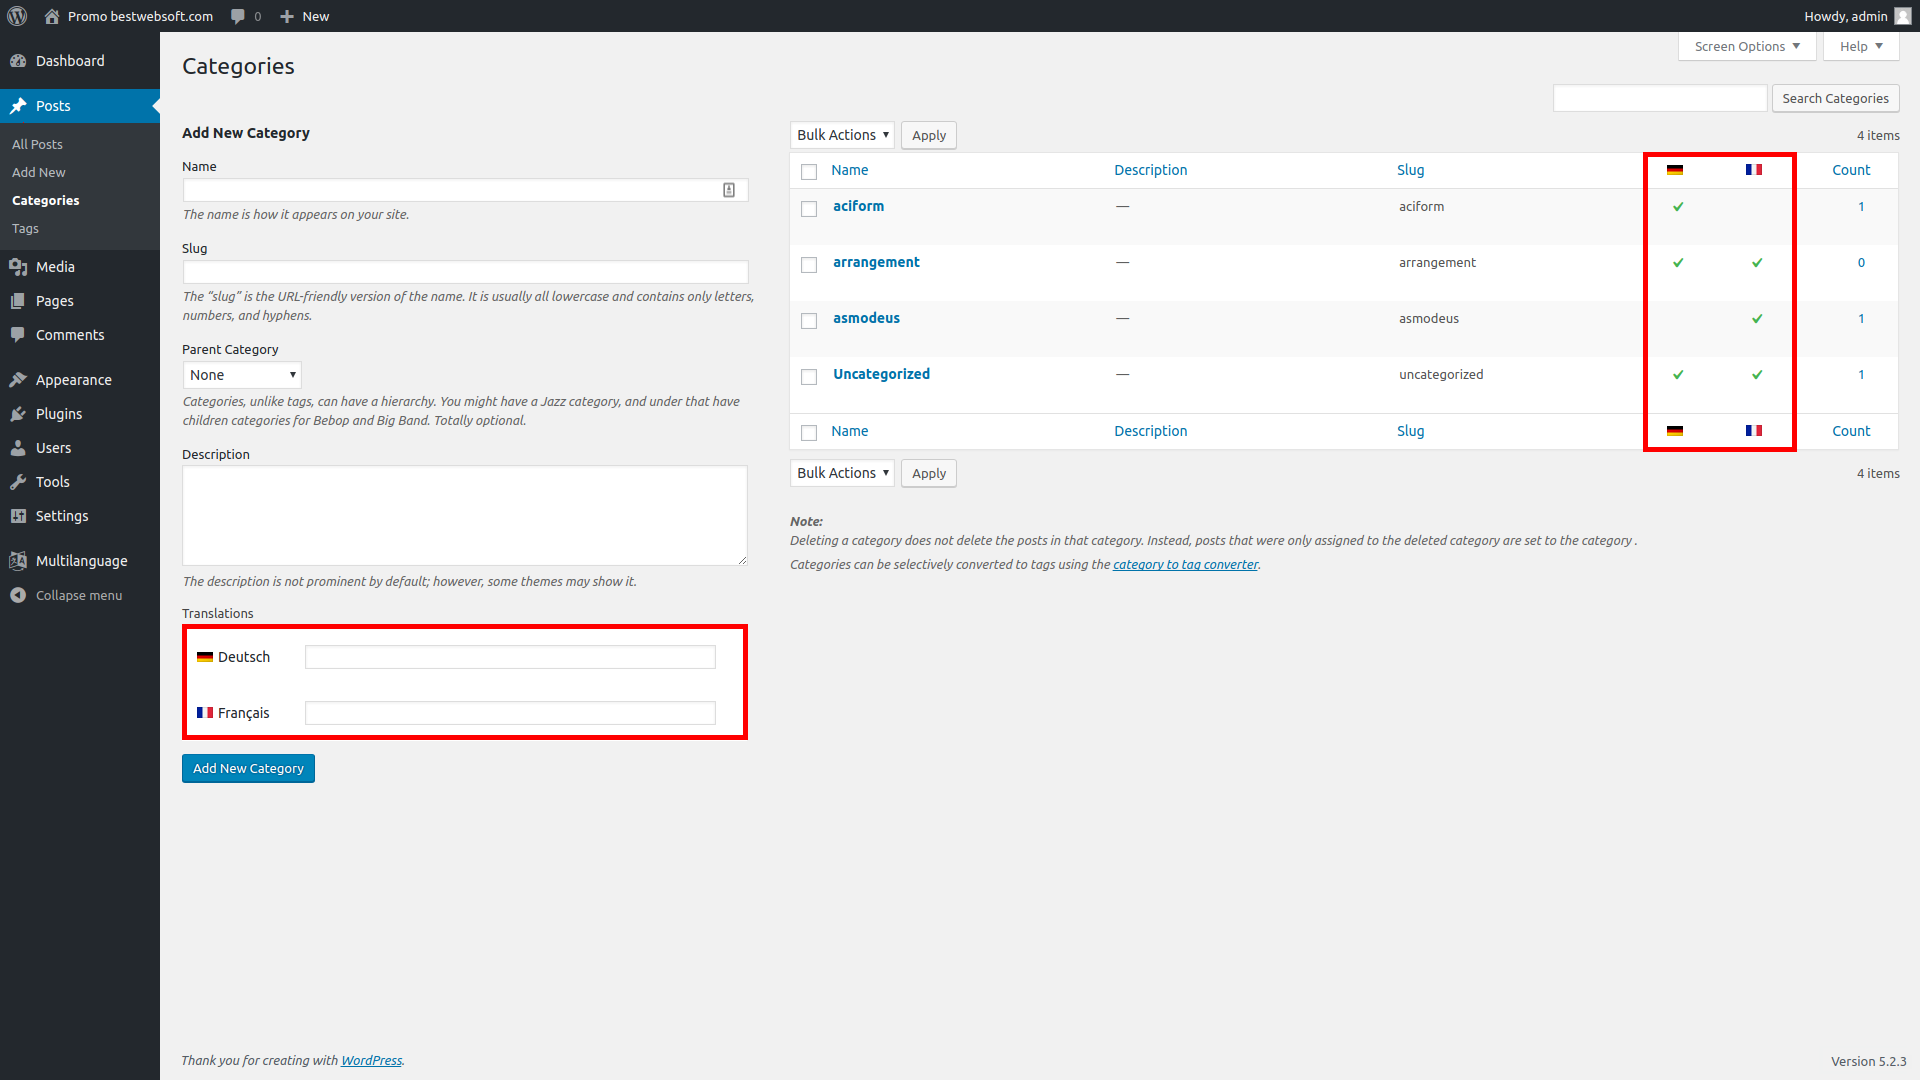 Promo bestwebsoft.com 0 New Howdy, admin
Screen Options Help
Dashboard
Posts
All Posts
Add New
Categories
Tags
Media
Pages
Comments
Appearance
Plugins
Users
Tools
Settings
Multilanguage
Collapse menu
Categories
Search Categories
Add New Category
Name
The name is how it appears on your site.
Slug
The “slug” is the URL-friendly version of the name. It is usually all lowercase and contains only letters,
numbers, and hyphens.
Parent Category
None
Categories, unlike tags, can have a hierarchy. You might have a Jazz category, and under that have
children categories for Bebop and Big Band. Totally optional.
Description
The description is not prominent by default; however, some themes may show it.
Translations
Deutsch
Français
Add New Category
Bulk Actions Apply 4 items
Name Description Slug Count
aciform — aciform 1
arrangement — arrangement 0
asmodeus — asmodeus 1
Uncategorized — uncategorized 1
Name Description Slug Count
Bulk Actions Apply 4 items
Note:
Deleting a category does not delete the posts in that category. Instead, posts that were only assigned to the deleted category are set to the category .
Categories can be selectively converted to tags using the category to tag converter.
Thank you for creating with WordPress. Version 5.2.3